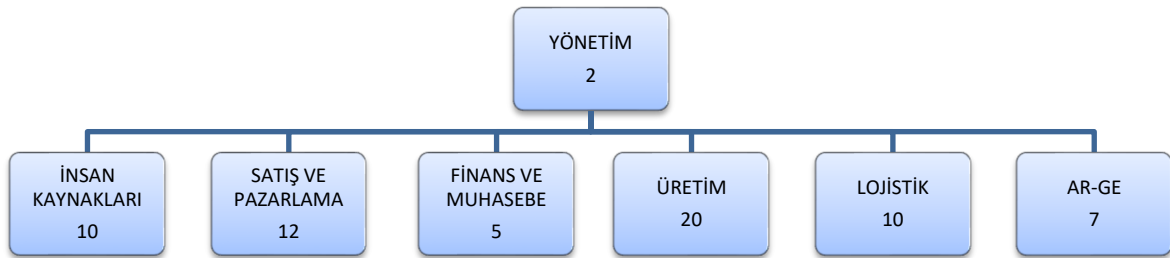 YÖNETİM
2
İNSAN
KAYNAKLARI
10
SATIŞ VE
PAZARLAMA
12
FİNANS VE
MUHASEBE
5
ÜRETİM
20
LOJİSTİK
10
AR-GE
7